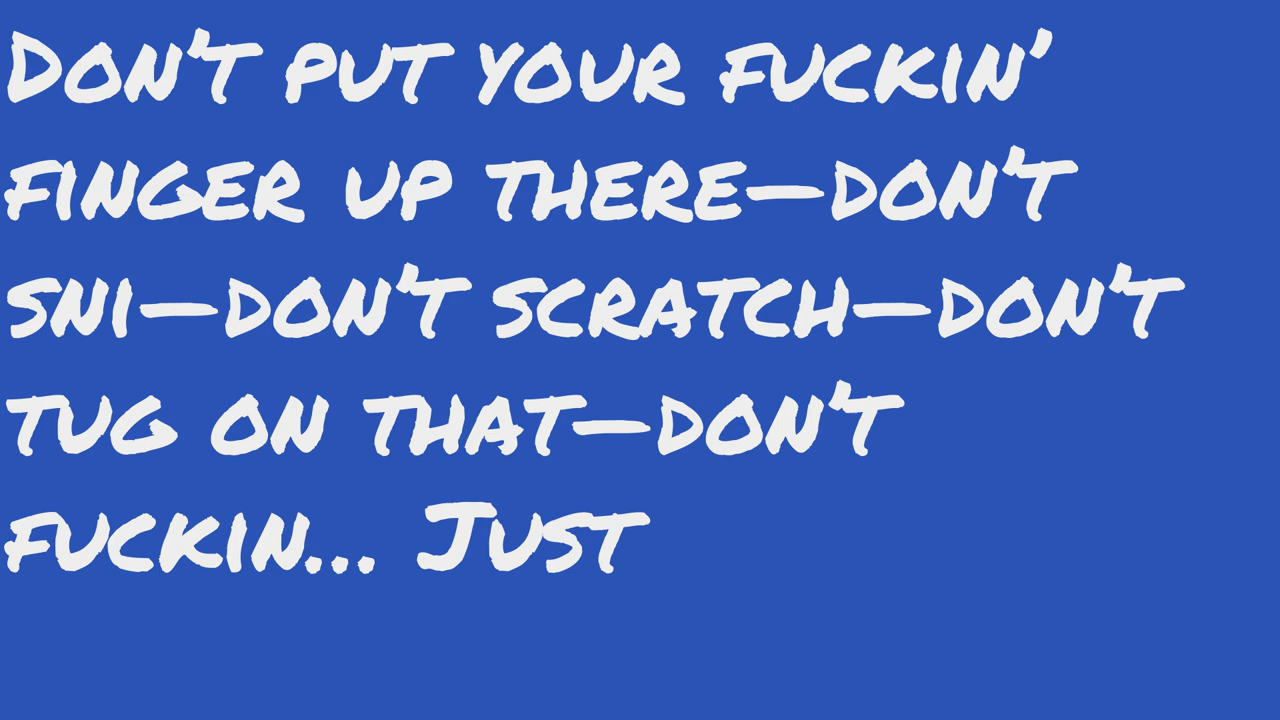 Don't put your fuckin'
finger up there—don't
sni—don't scratch—don't
tug on that—don't
fuckin... Just